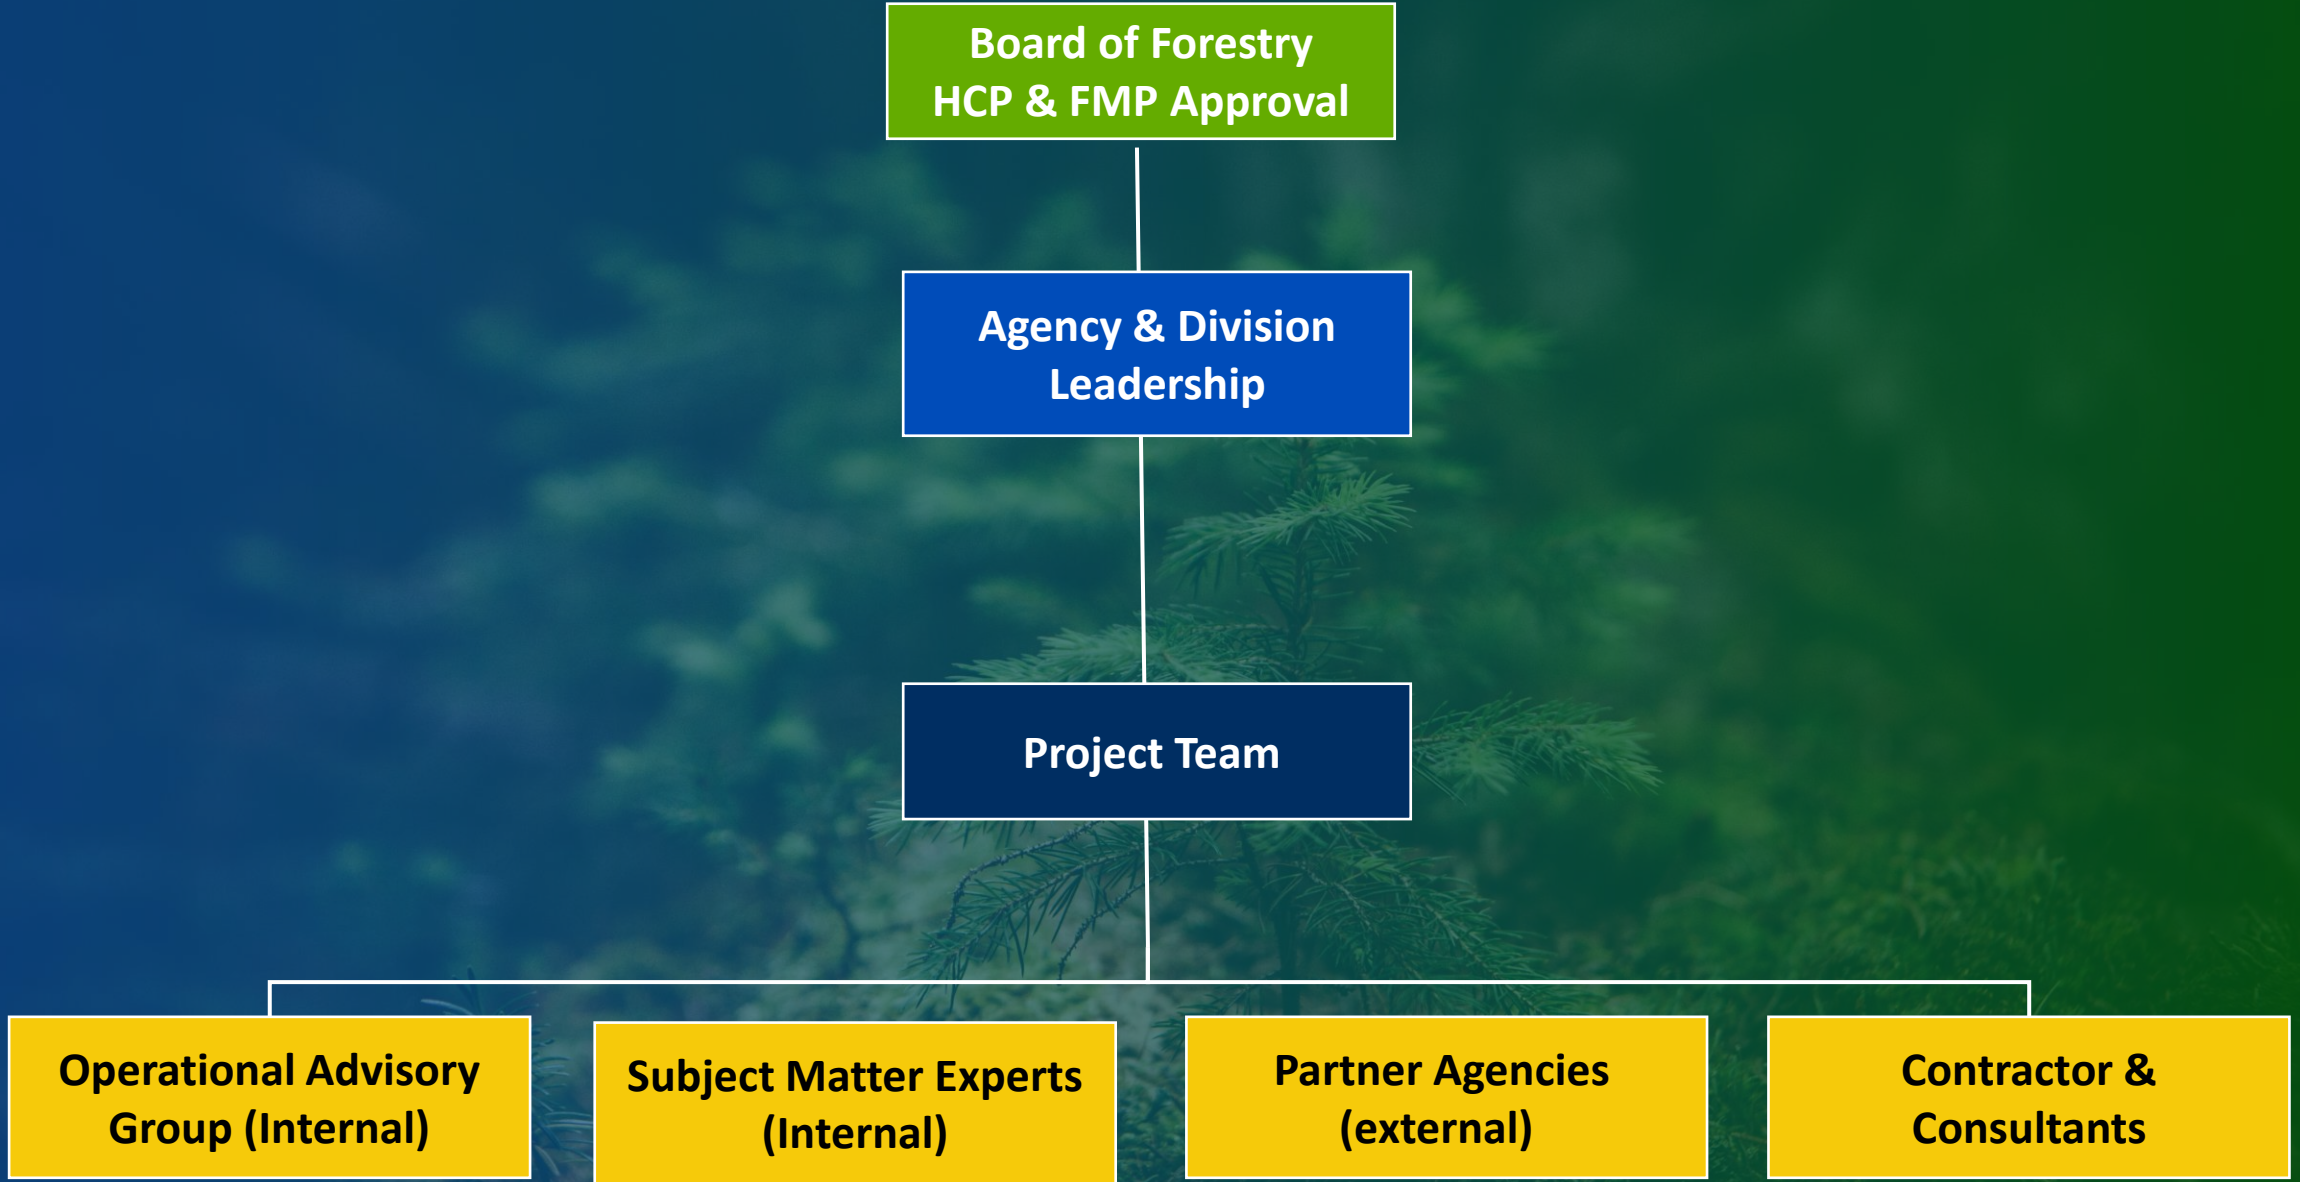 Board of Forestry
HCP & FMP Approval
Agency & Division
Leadership
Project Team
Operational Advisory
Group (Internal)
Subject Matter Experts
(Internal)
Partner Agencies
(external)
Contractor &
Consultants